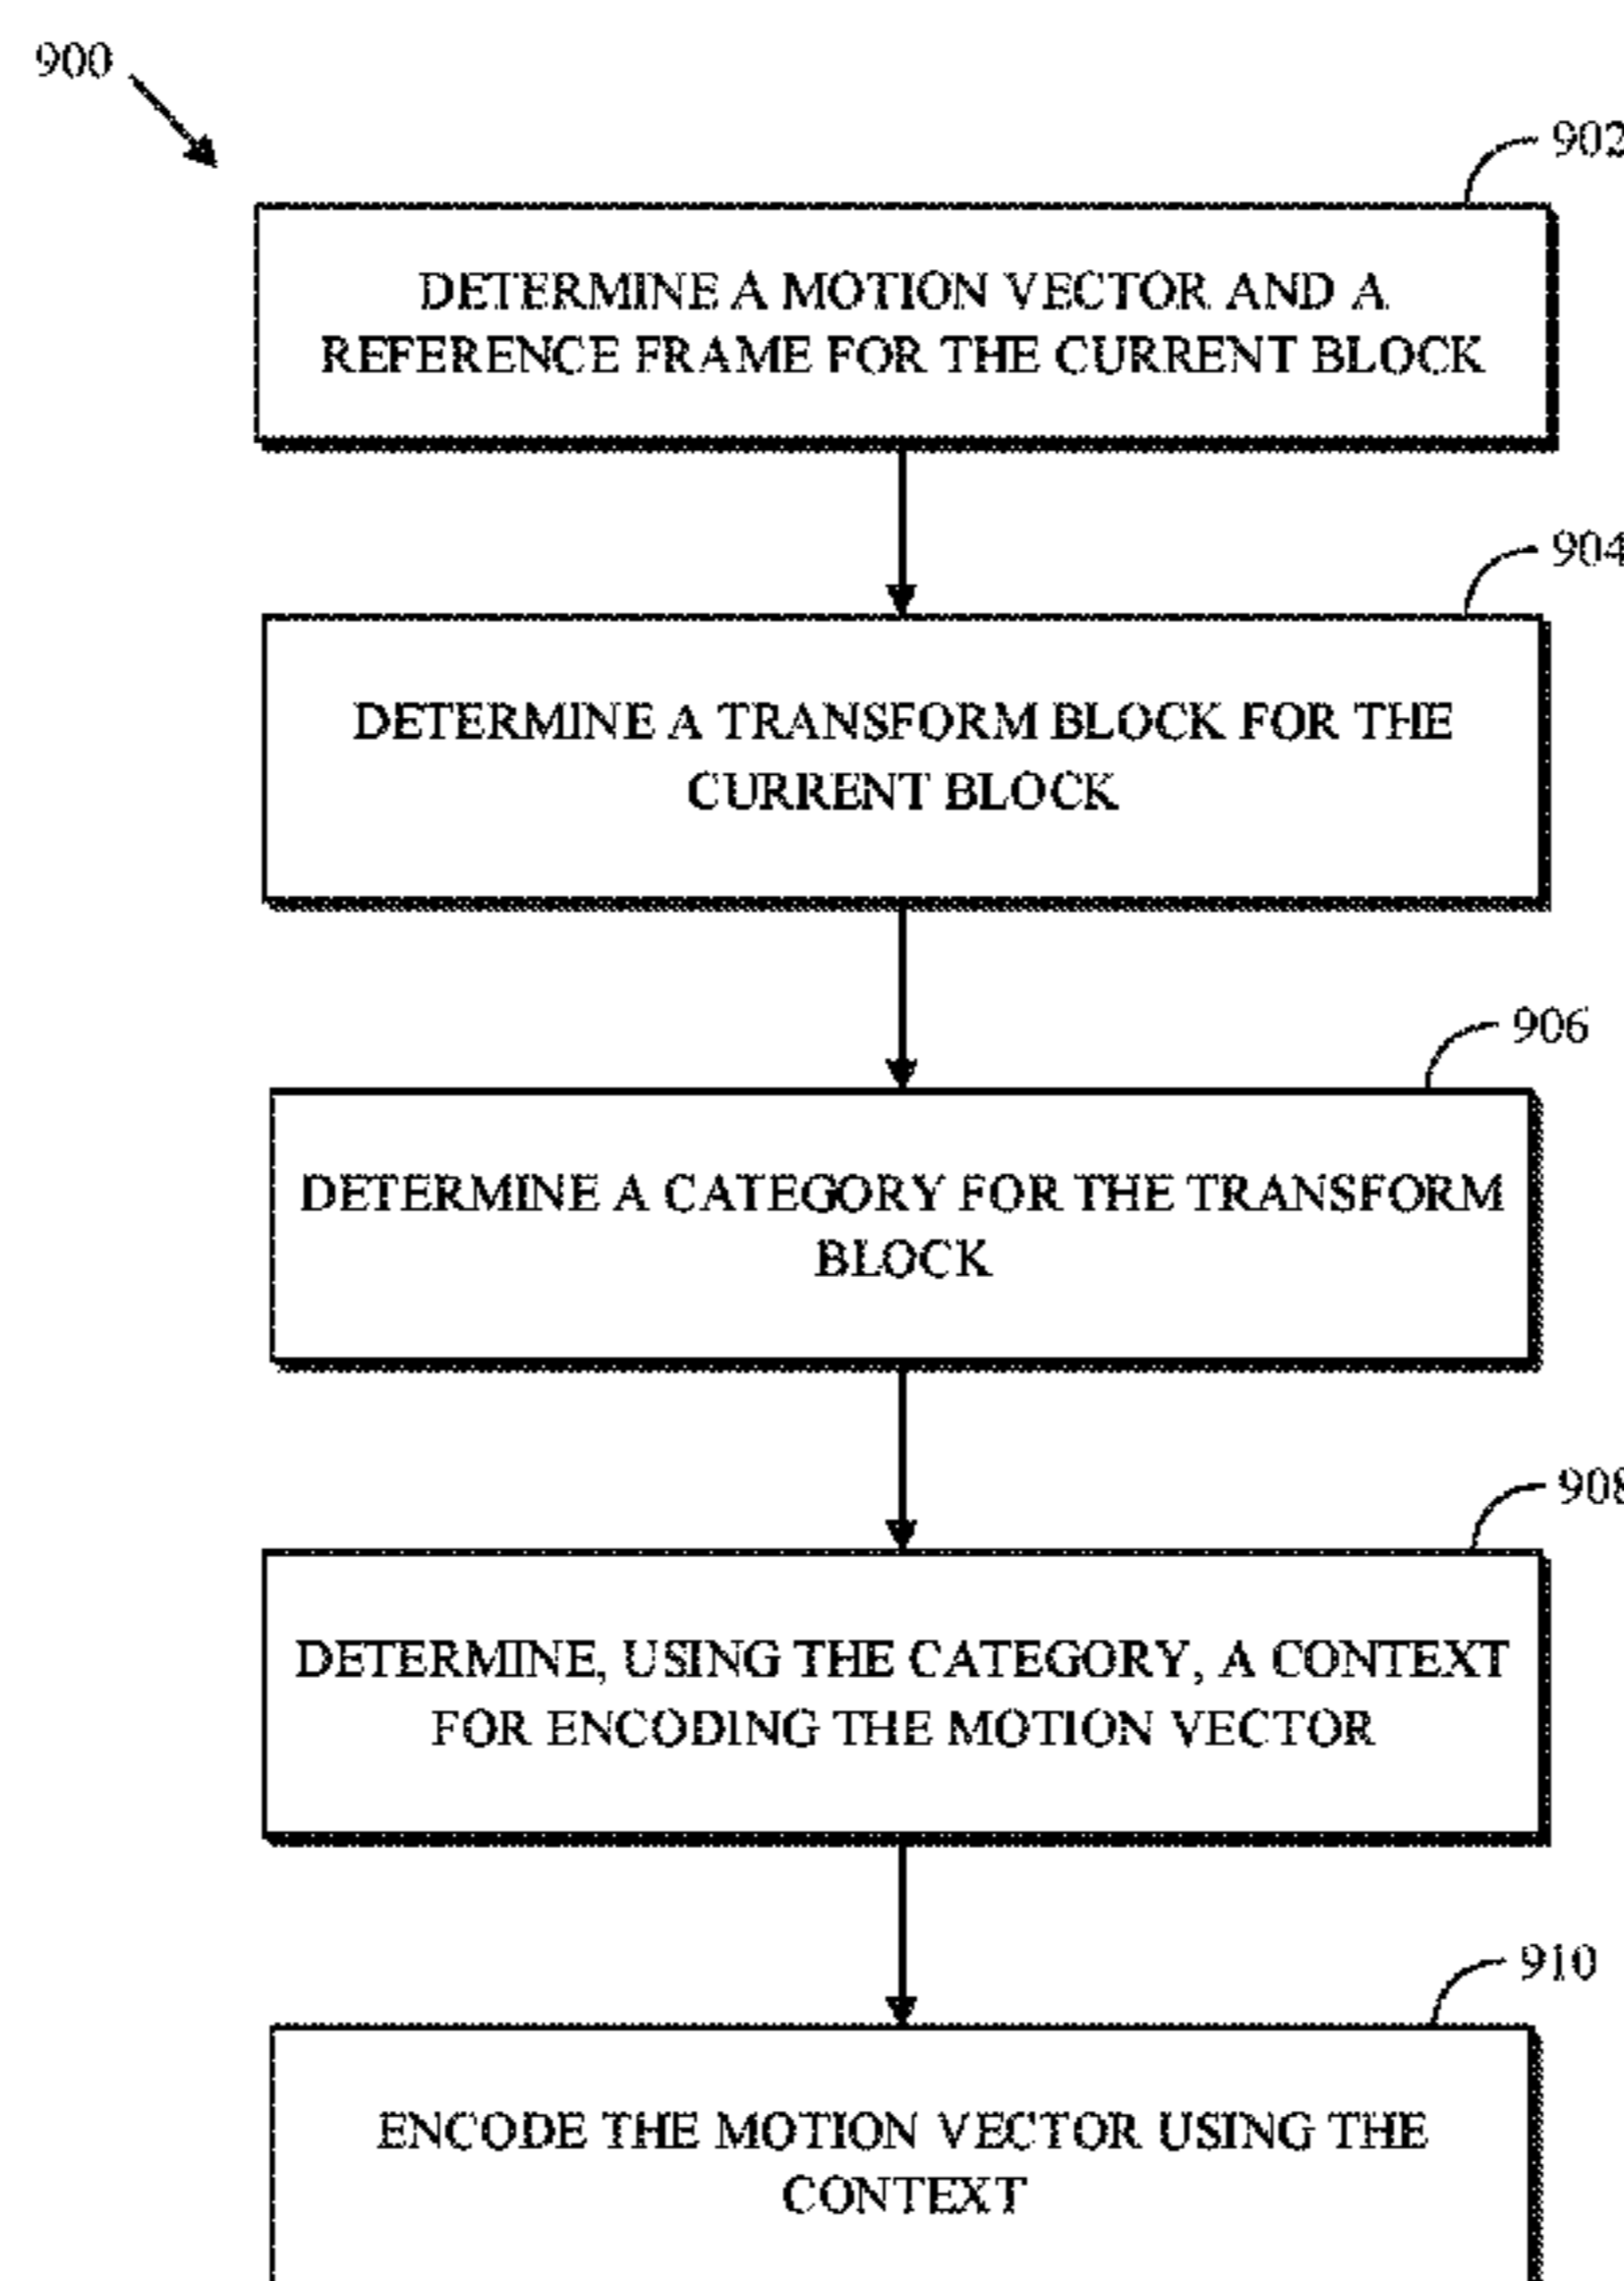 900
902
DETERMINE A MOTION VECTOR AND A
REFERENCE FRAME FOR THE CURRENT BLOCK
904
DETERMINE A TRANSFORM BLOCK FOR THE
CURRENT BLOCK
906
DETERMINE A CATEGORY FOR THE TRANSFORM
BLOCK
908
DETERMINE, USING THE CATEGORY, A CONTEXT
FOR ENCODING THE MOTION VECTOR
910
ENCODE THE MOTION VECTOR USING THE
CONTEXT